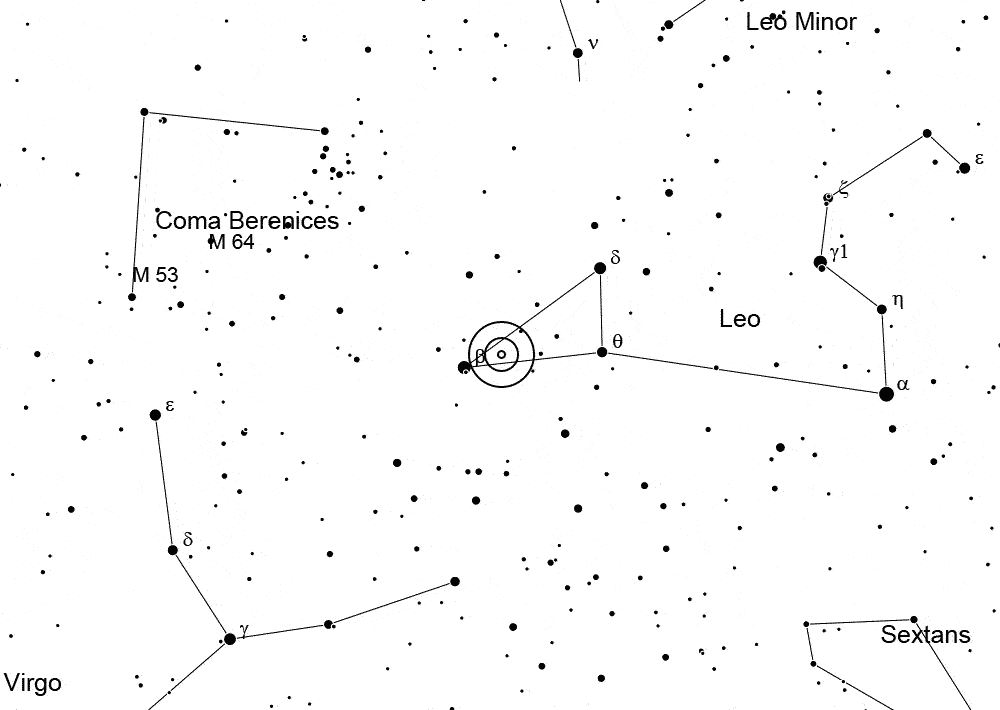 Leo Minor
ν
ε
ζ
Coma Berenices
M 64
γ1
δ
M 53
η
Leo
θ
β
α
ε
δ
γ
Sextans
Virgo